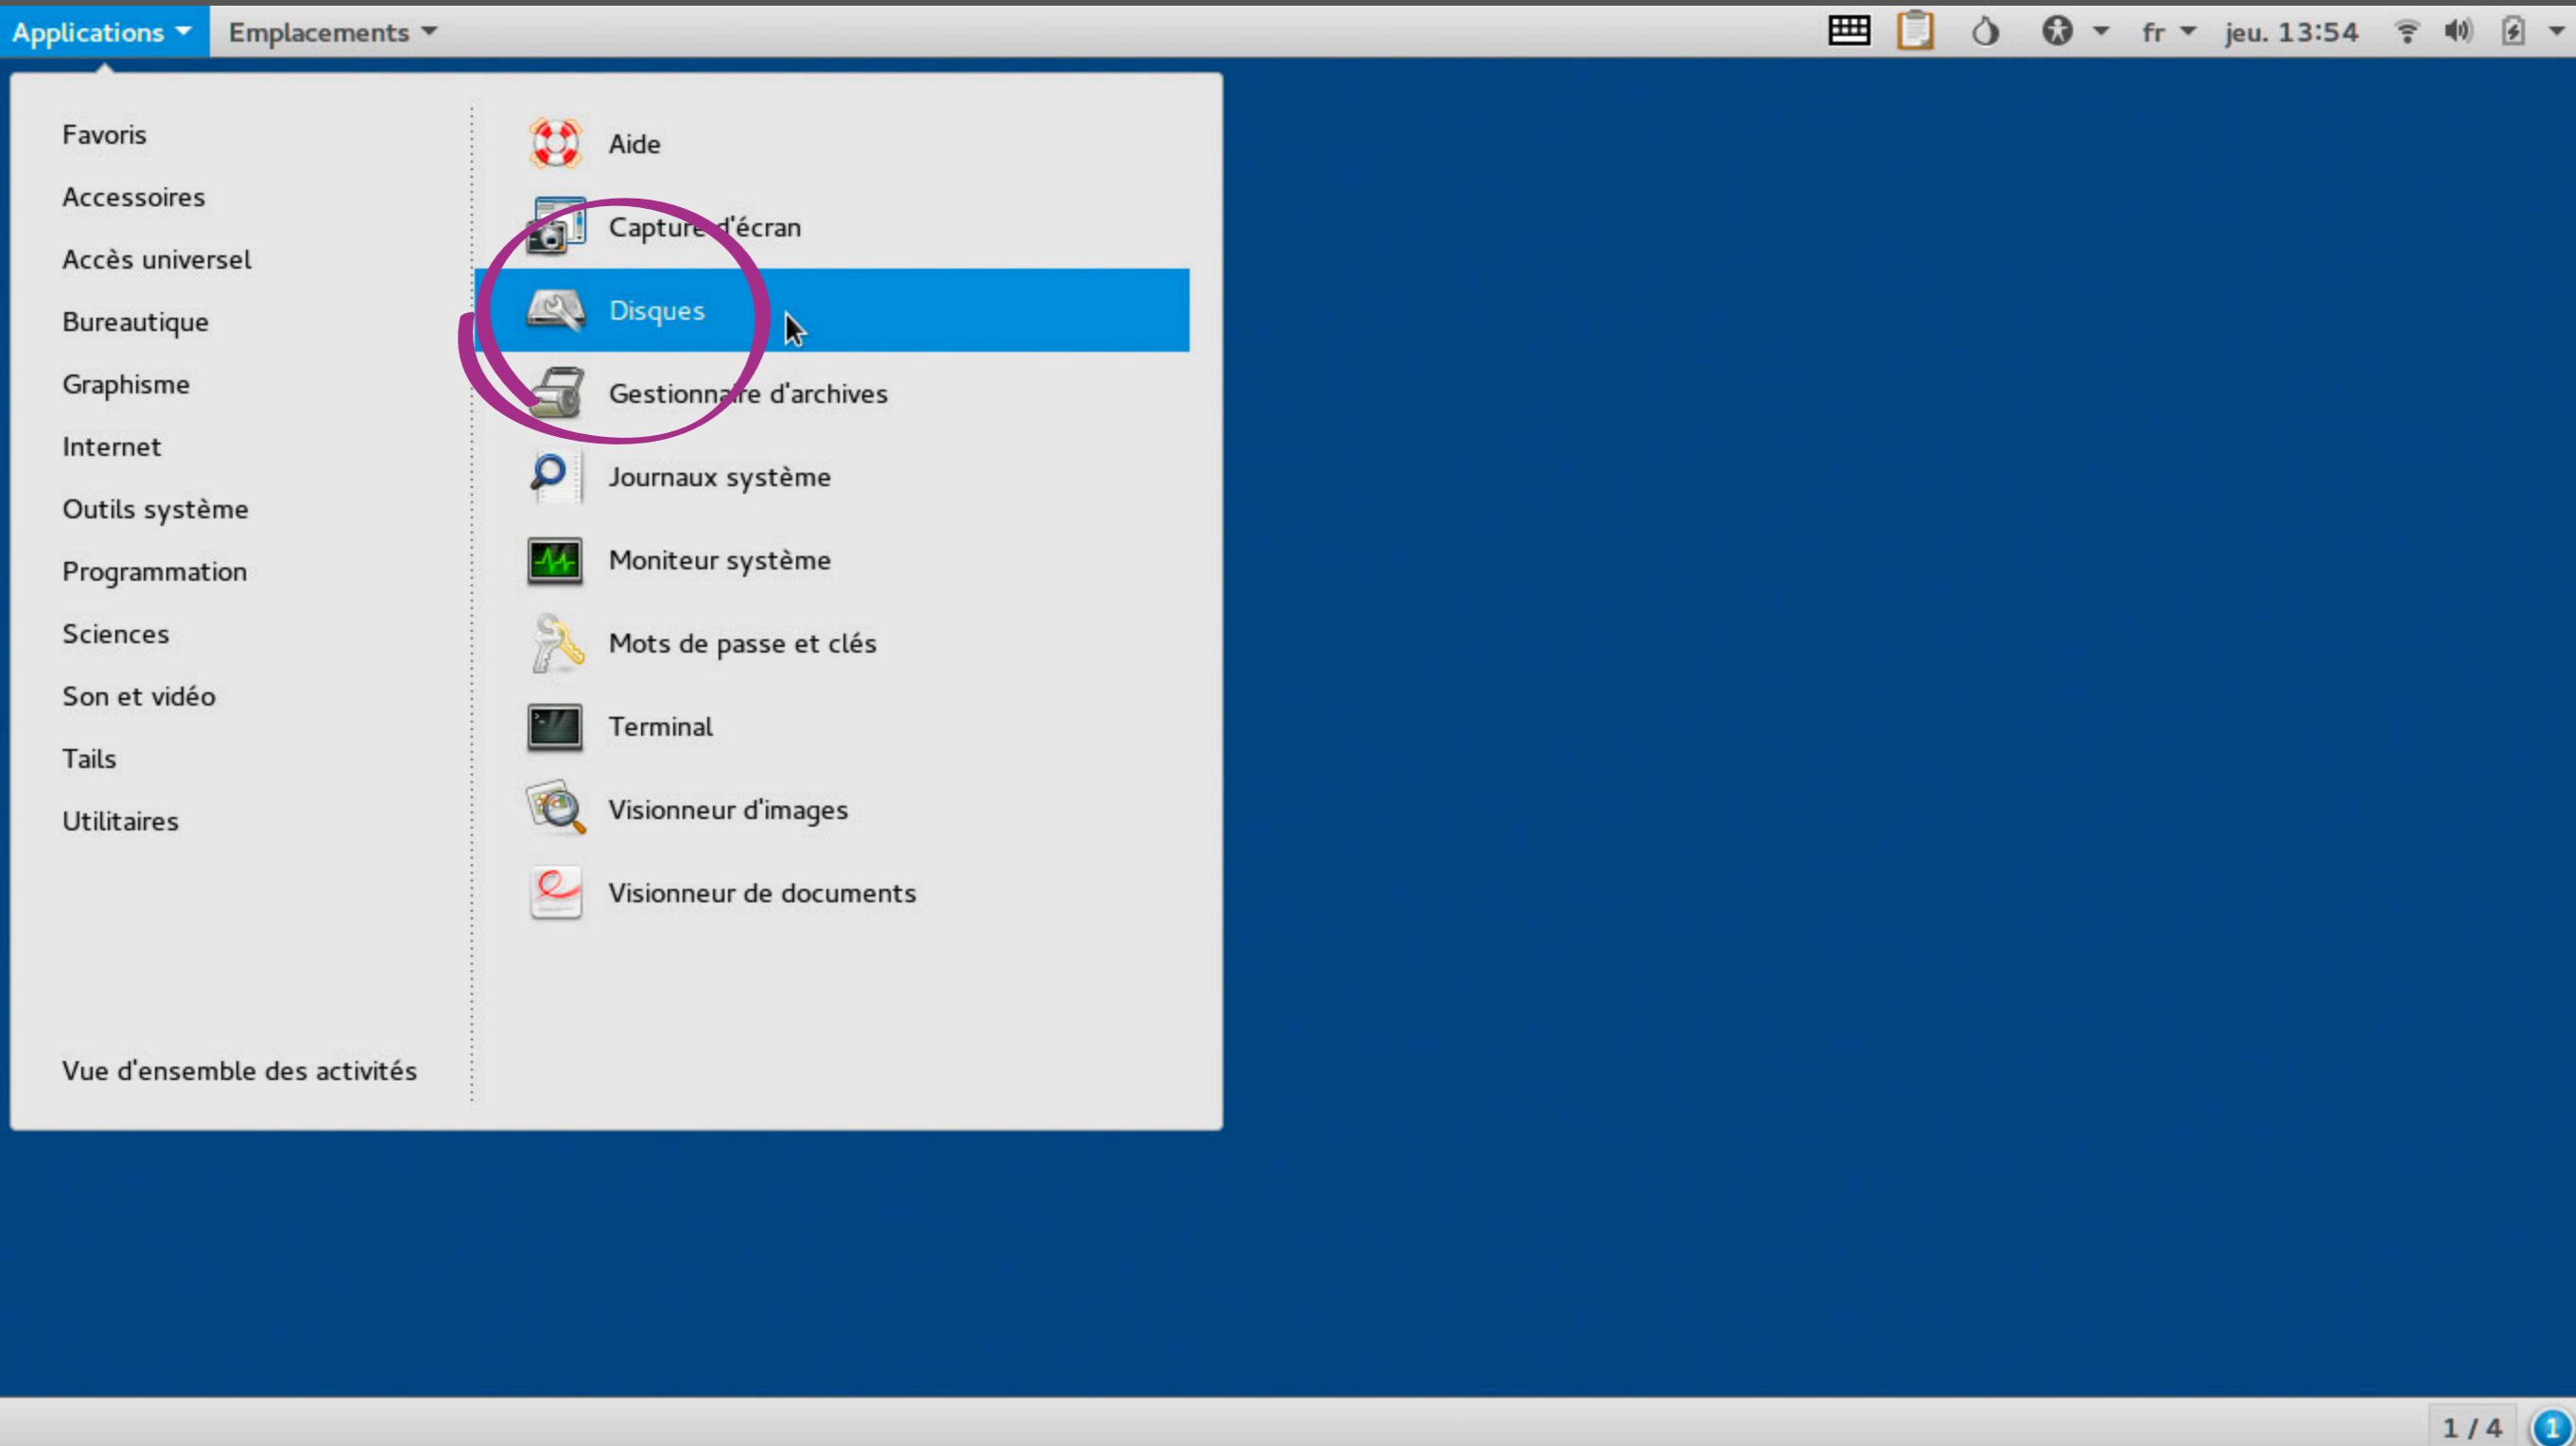 Applications
Emplacements
fr
jeu. 13:54
Favoris
Accessoires
Accès universel
Bureautique
Graphisme
Internet
Outils système
Programmation
Sciences
Son et vidéo
Tails
Utilitaires
Vue d'ensemble des activités
Aide
Capture d'écran
Disques
Gestionnaire d'archives
Journaux système
Moniteur système
Mots de passe et clés
Terminal
Visionneur d'images
Visionneur de documents
1 / 4
1